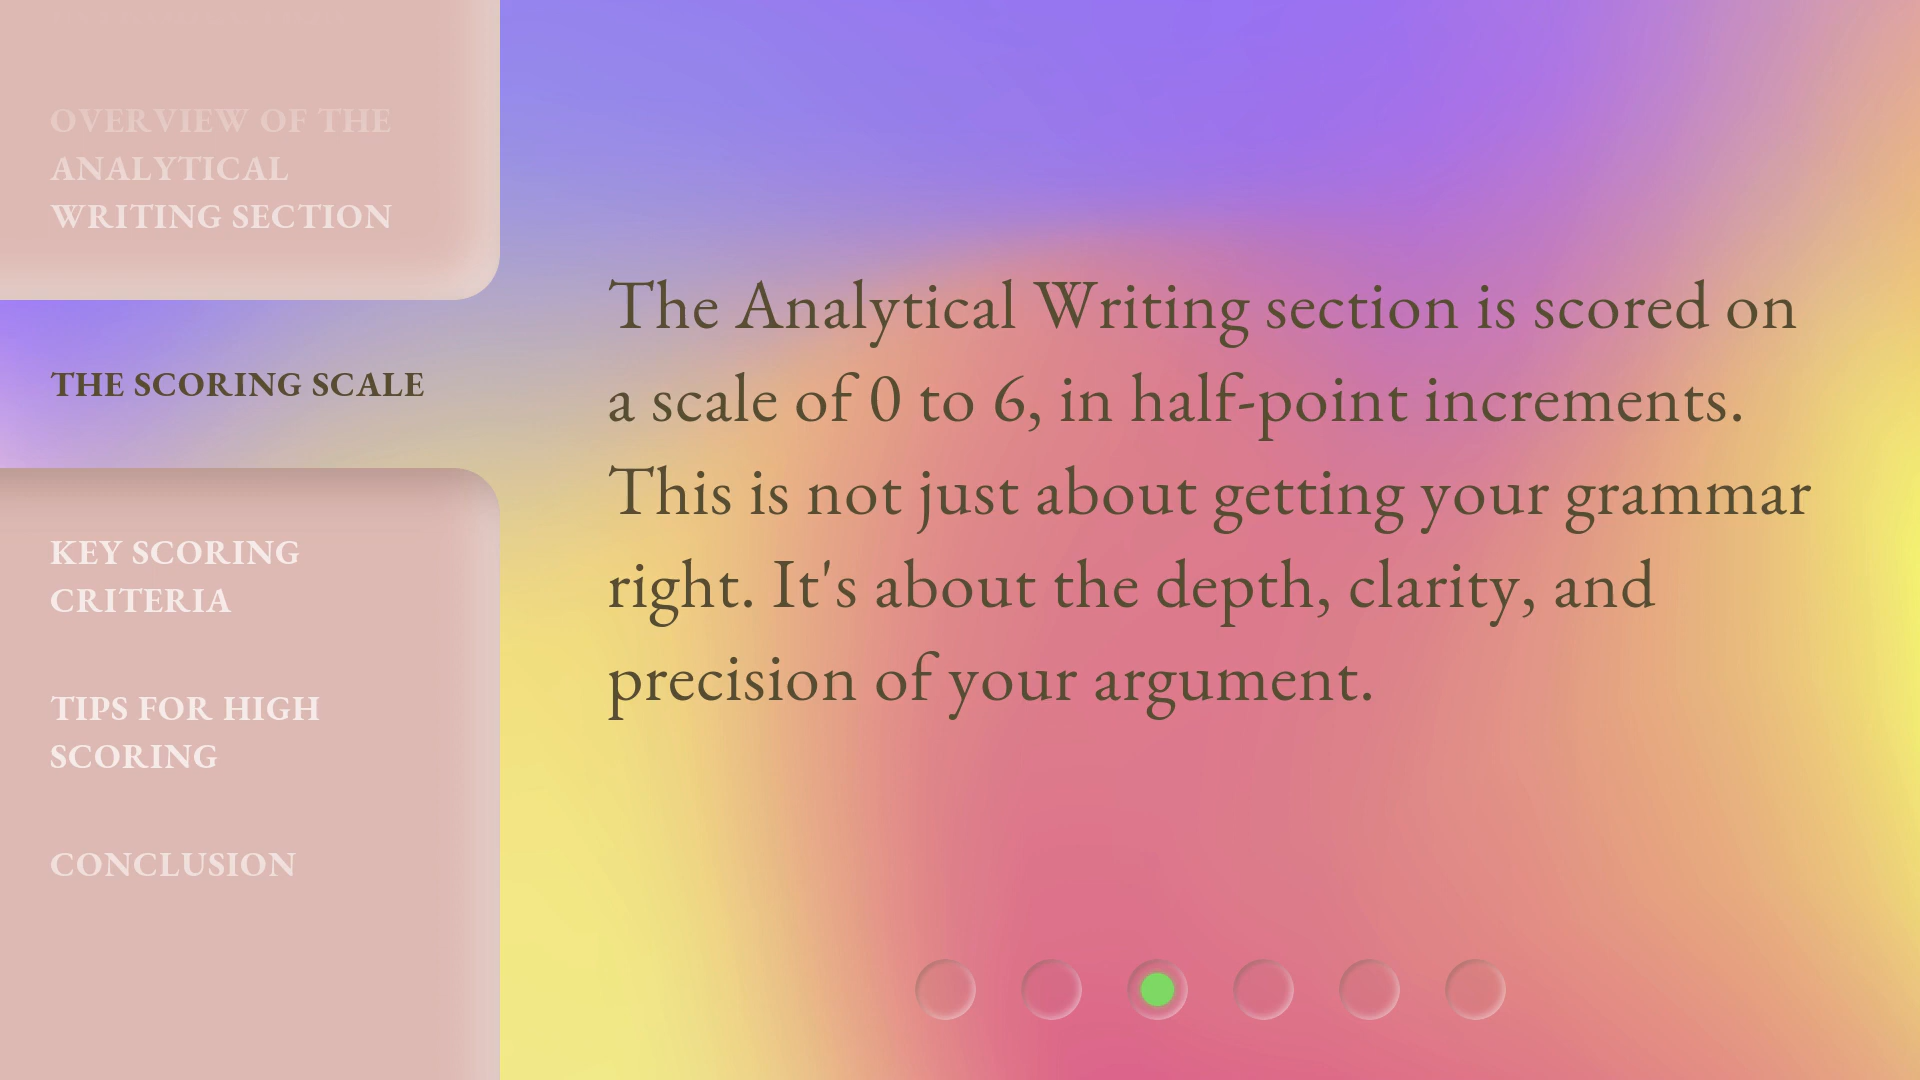 OVERVIEW OF THE
ANALYTICAL
WRITING SECTION
THE SCORING SCALE
KEY SCORING
CRITERIA
TIPS FOR HIGH
SCORING
CONCLUSION
The Analytical Writing section is scored on
a scale of 0 to 6, in half-point increments.
This is not just about getting your grammar
right. It's about the depth, clarity, and
precision of your argument.